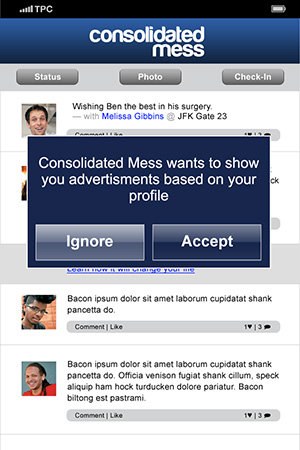 TPC
consolidated
mess
Status
Photo
Check-In
Wishing Ben the best in his surgery.
— with Melissa Gibbins @ JFK Gate 23
Comment | Like 1♥ | 3
Consolidated Mess wants to show
you advertisments based on your
profile
Ignore
Accept
Learn how it will change your life
Bacon ipsum dolor sit amet laborum cupidatat shank
pancetta do.
Comment | Like 1♥ | 3
Bacon ipsum dolor sit amet laborum cupidatat shank
pancetta do. Officia venison fugiat shank cillum, speck
aliquip ham hock turducken dolore pariatur. Bacon
biltong est pastrami.
Comment | Like 1♥ | 3